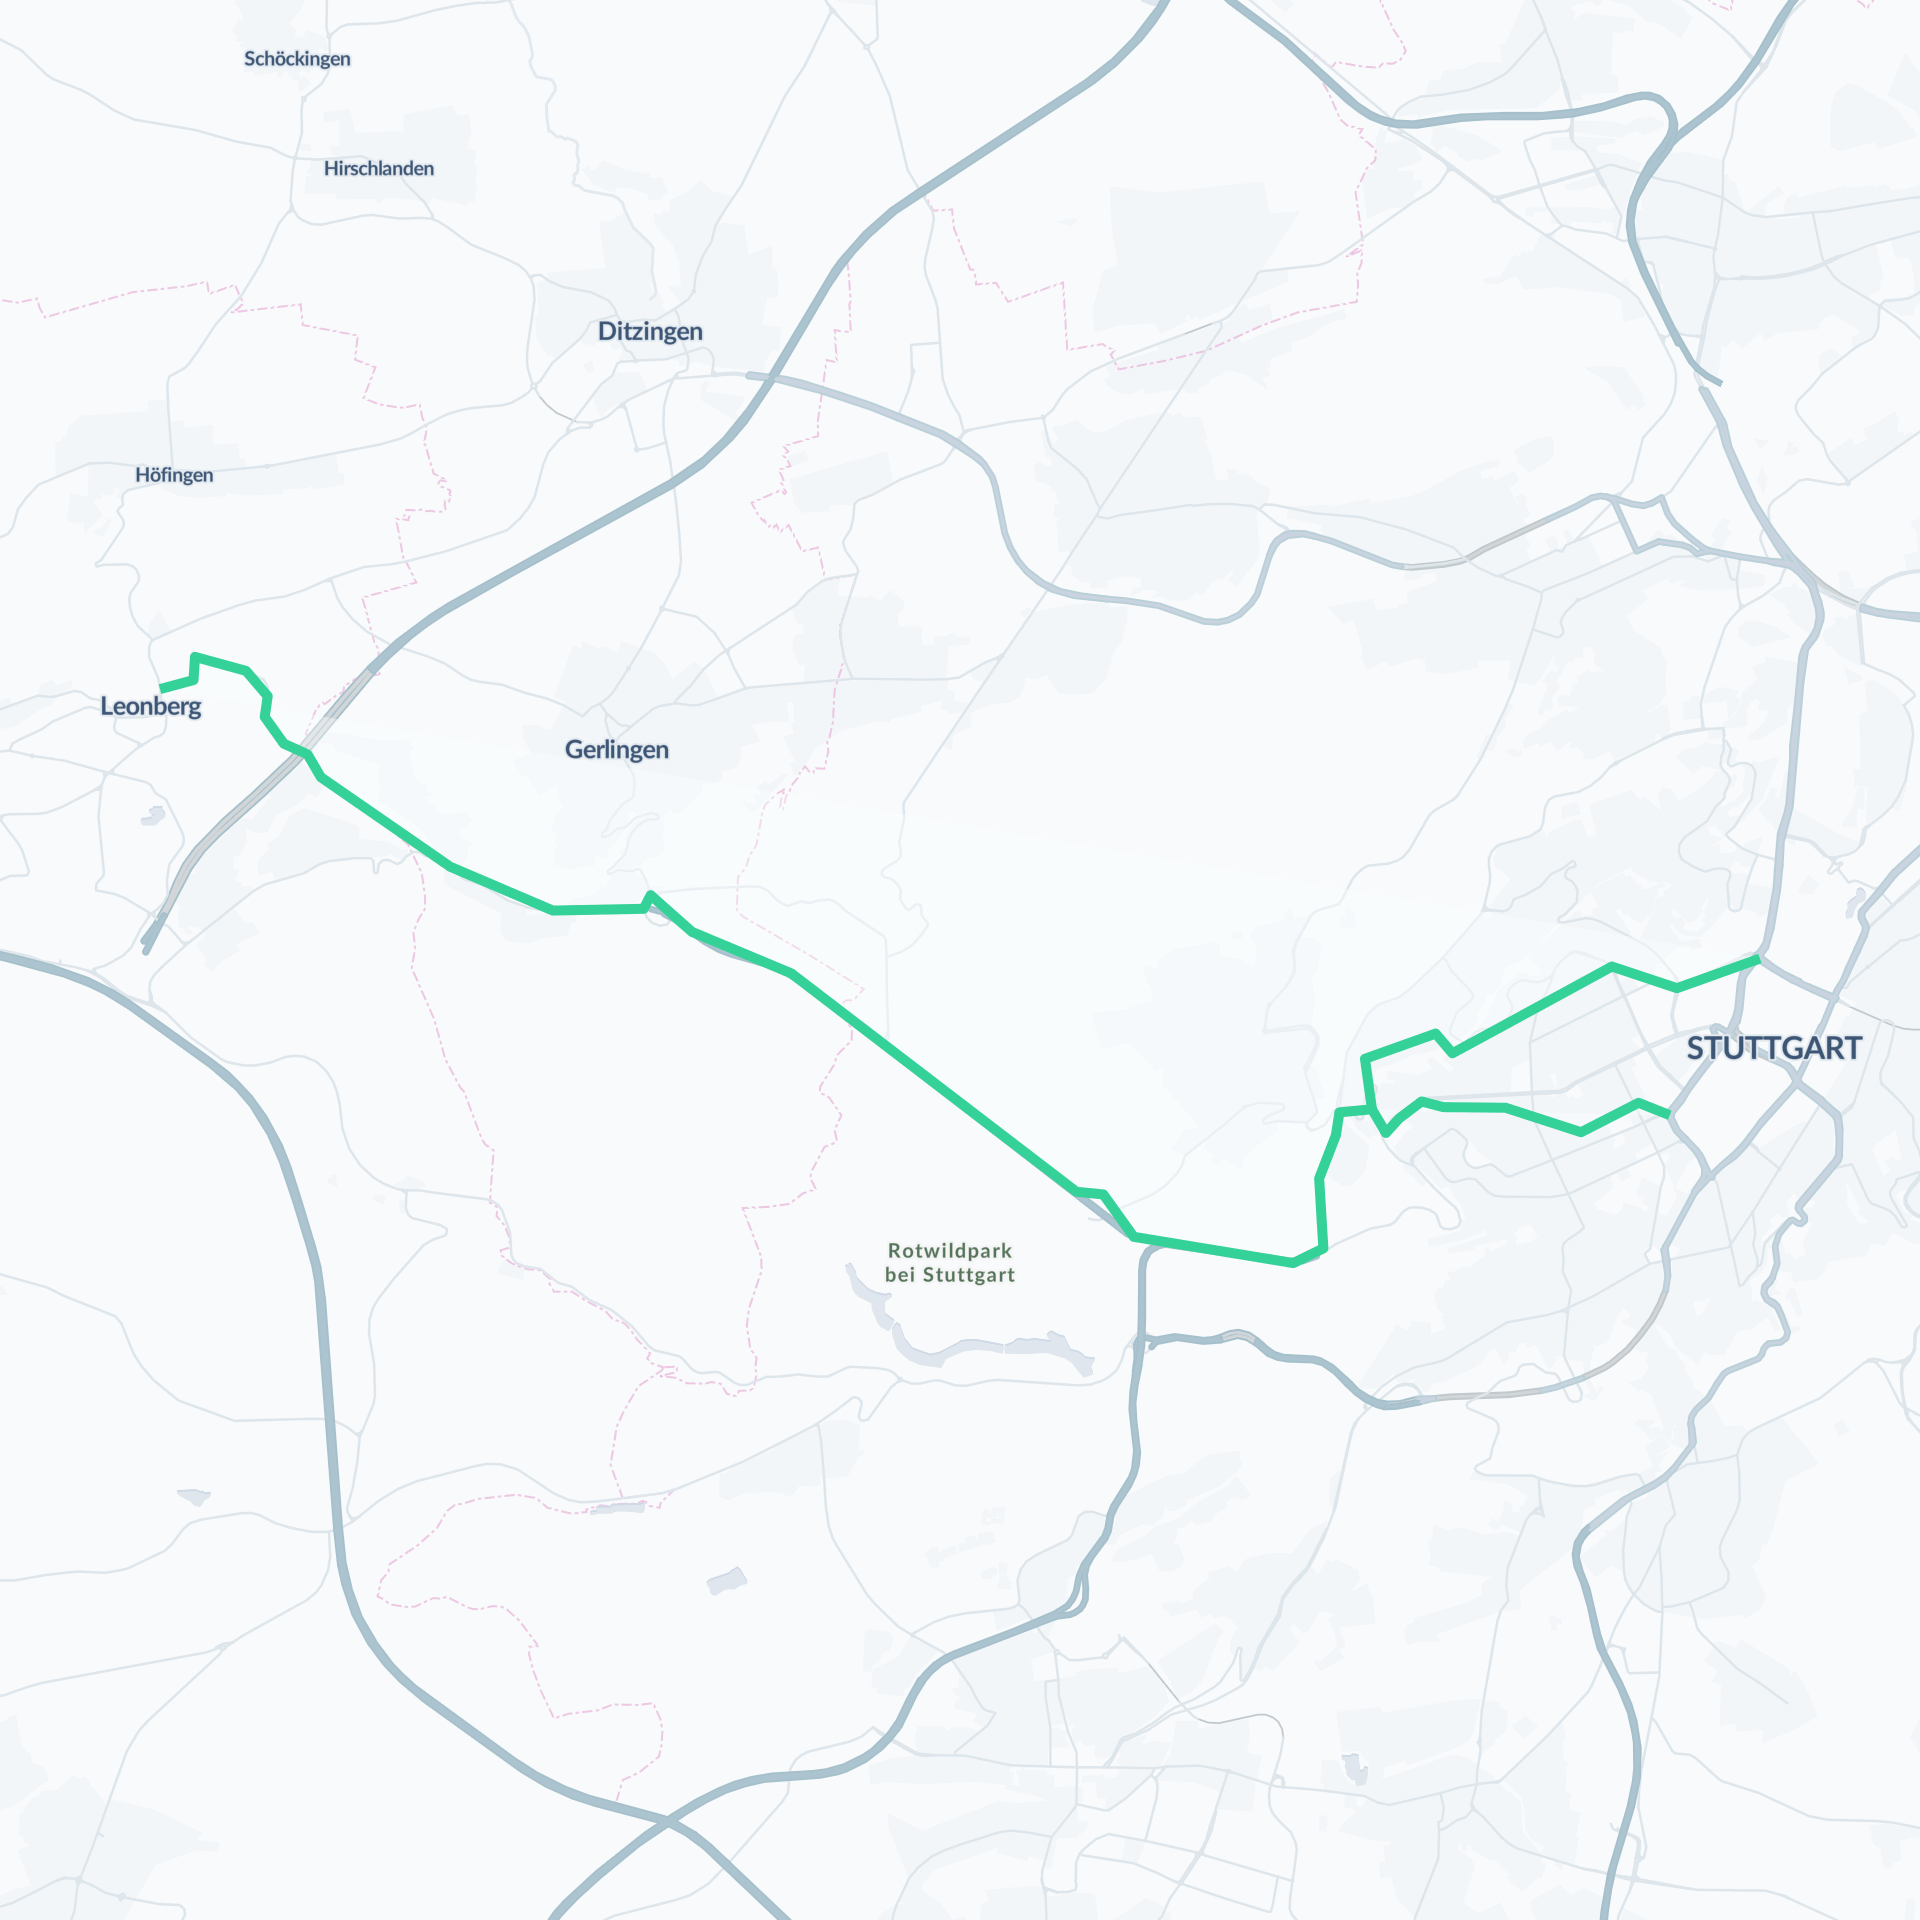 Schöckingen
Hirschlanden
Ditzingen
Höfingen
Leonberg
Gerlingen
STUTTGART
Rotwildpark
bei Stuttgart